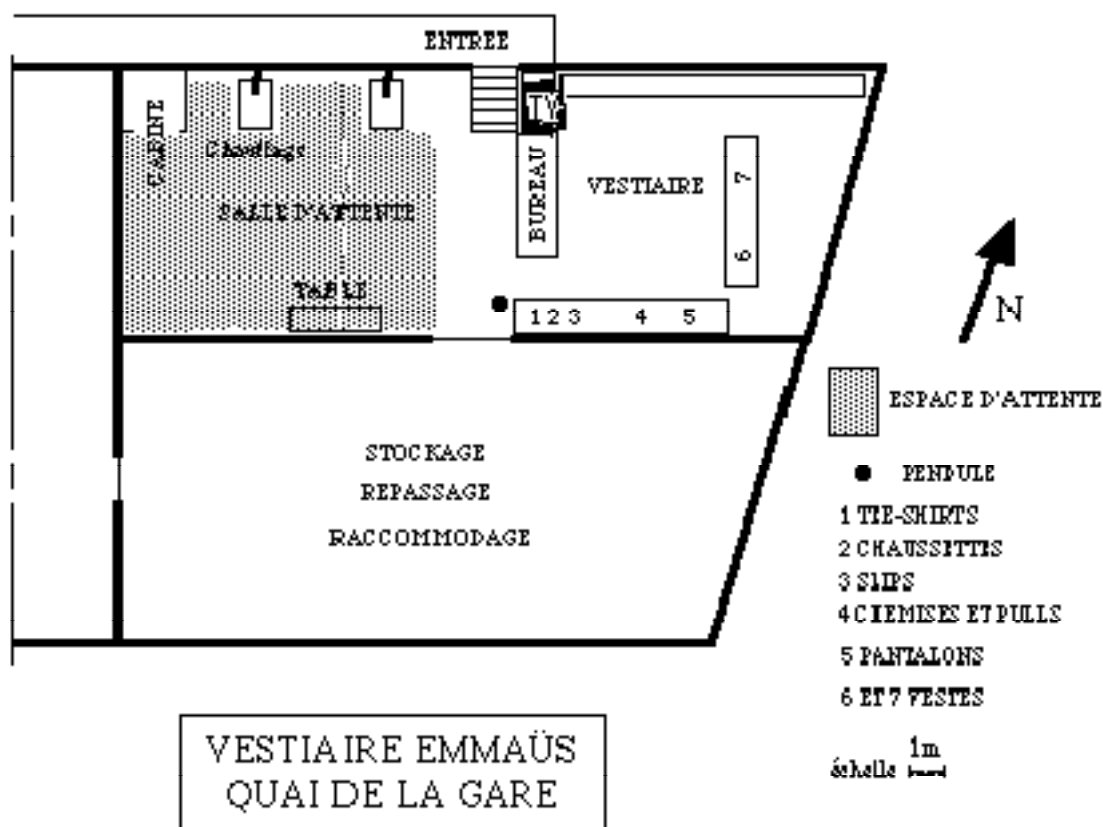 ENTREE
TV
CABINE
Chauffage
BUREAU
VESTIAIRE
7
6
SALLE D'ATTENTE
TABLE
1 2 3 4 5
N
ESPACE D'ATTENTE
PENDULE
STOCKAGE
REPASSAGE
RACCOMMODAGE
1 TEE-SHIRTS
2 CHAUSSETTES
3 SLIPS
4 CHEMISES ET PULLS
5 PANTALONS
6 ET 7 VESTES
1m
échelle
VESTIAIRE EMMAÜS
QUAI DE LA GARE